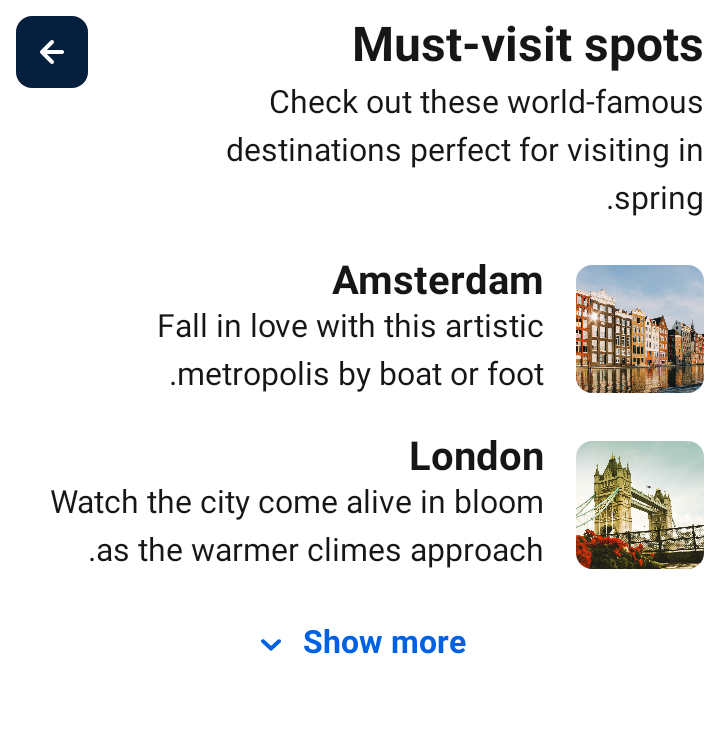 Must-visit spots
Check out these world-famous
destinations perfect for visiting in
.spring
Amsterdam
Fall in love with this artistic
.metropolis by boat or foot
London
Watch the city come alive in bloom
.as the warmer climes approach
Show more